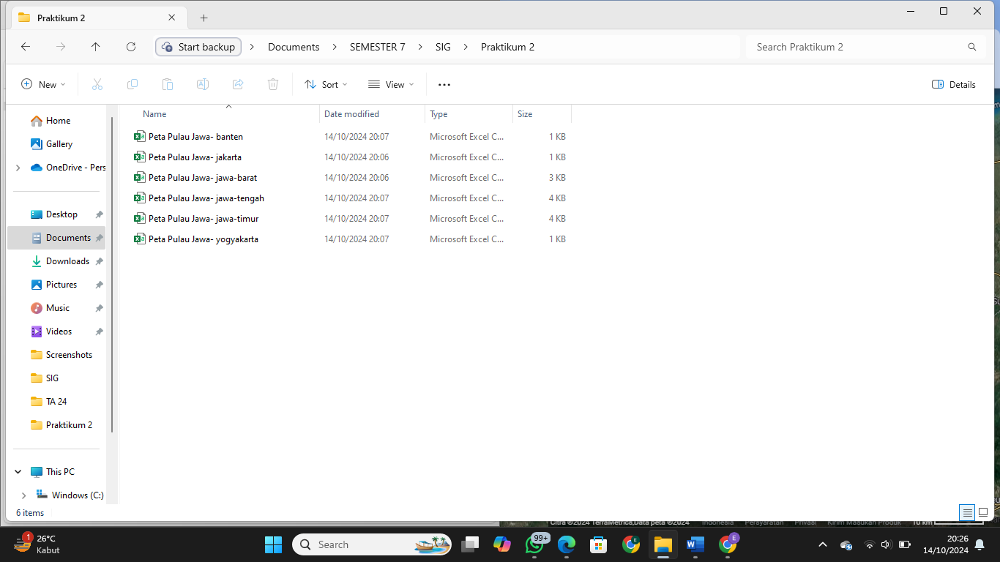 Praktikum 2
Start backup > Documents > SEMESTER 7 > SIG > Praktikum 2
Search Praktikum 2
New
Sort
View
Details
Home
Gallery
OneDrive - Pers
Desktop
Documents
Downloads
Pictures
Music
Videos
Screenshots
SIG
TA 24
Praktikum 2
This PC
Windows (C:)
Name Date modified Type Size
Peta Pulau Jawa- banten 14/10/2024 20:07 Microsoft Excel C... 1 KB
Peta Pulau Jawa- jakarta 14/10/2024 20:06 Microsoft Excel C... 1 KB
Peta Pulau Jawa- jawa-barat 14/10/2024 20:06 Microsoft Excel C... 3 KB
Peta Pulau Jawa- jawa-tengah 14/10/2024 20:07 Microsoft Excel C... 4 KB
Peta Pulau Jawa- jawa-timur 14/10/2024 20:07 Microsoft Excel C... 4 KB
Peta Pulau Jawa- yogyakarta 14/10/2024 20:07 Microsoft Excel C... 1 KB
6 items
Citra ©2024 TerraMetrics,Data peta ©2024 Indonesia Persyaratan Privasi Kirim Masukan Produk 10 km
1
26°C
Kabut
Search
99+
E
E
20:26
14/10/2024